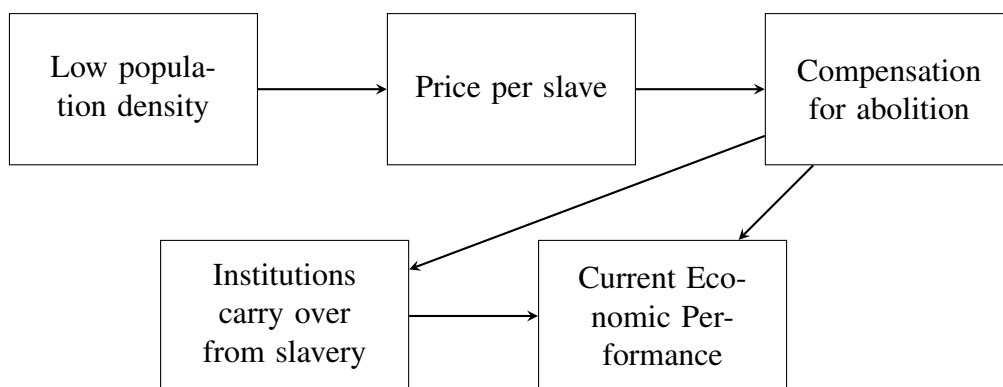 Low popula-
tion density
Price per slave
Compensation
for abolition
Institutions
carry over
from slavery
Current Eco-
nomic Per-
formance